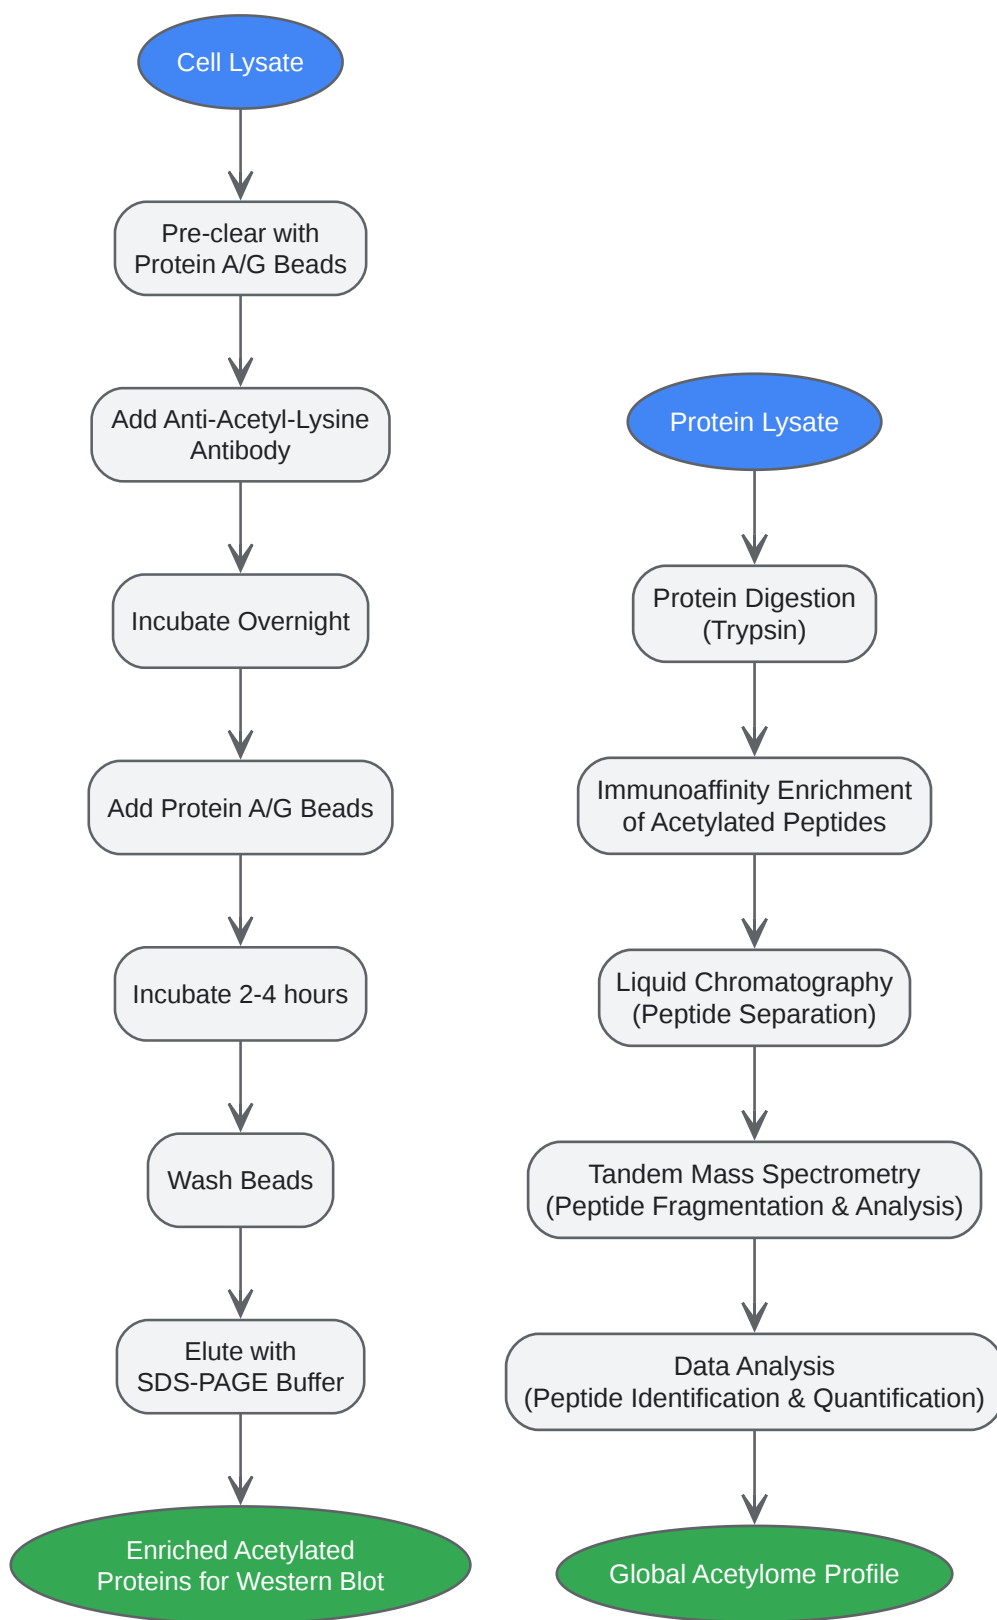 Cell Lysate
Pre-clear with
Protein A/G Beads
Add Anti-Acetyl-Lysine
Antibody
Incubate Overnight
Add Protein A/G Beads
Incubate 2-4 hours
Wash Beads
Elute with
SDS-PAGE Buffer
Enriched Acetylated
Proteins for Western Blot
Protein Lysate
Protein Digestion
(Trypsin)
Immunoaffinity Enrichment
of Acetylated Peptides
Liquid Chromatography
(Peptide Separation)
Tandem Mass Spectrometry
(Peptide Fragmentation & Analysis)
Data Analysis
(Peptide Identification & Quantification)
Global Acetylome Profile